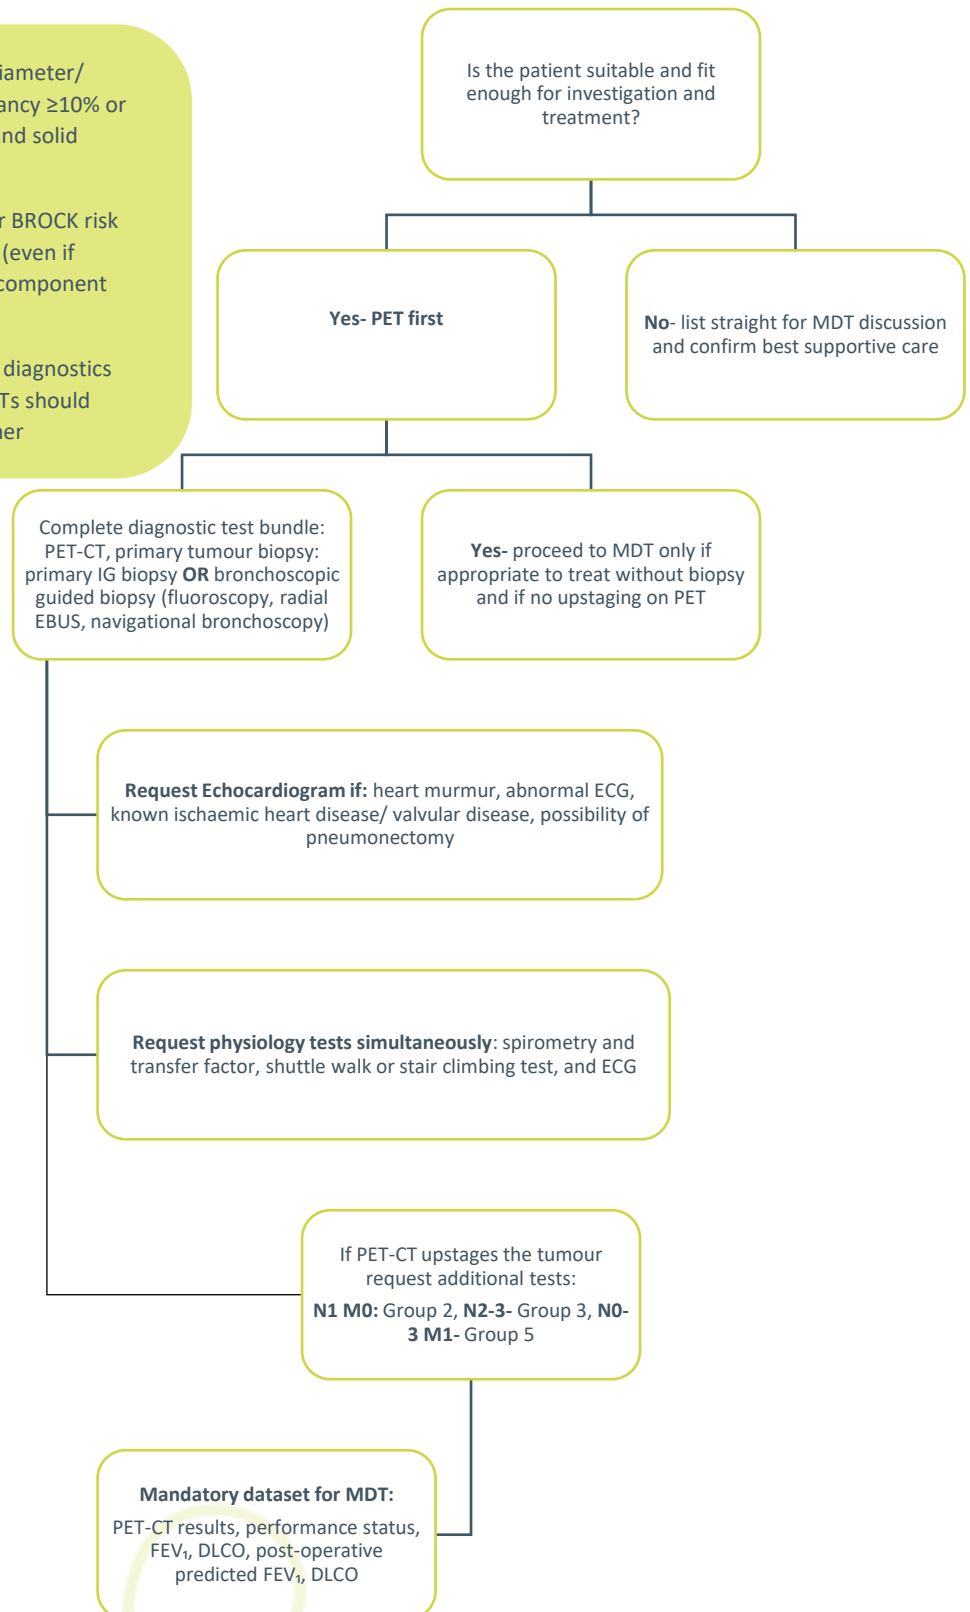 iameter/
ancy ≥10% or
nd solid
r BROCK risk
(even if
component
diagnostics
Ts should
her
Is the patient suitable and fit
enough for investigation and
treatment?
Yes- PET first
No- list straight for MDT discussion
and confirm best supportive care
Complete diagnostic test bundle:
PET-CT, primary tumour biopsy:
primary IG biopsy OR bronchoscopic
guided biopsy (fluoroscopy, radial
EBUS, navigational bronchoscopy)
Yes- proceed to MDT only if
appropriate to treat without biopsy
and if no upstaging on PET
Request Echocardiogram if: heart murmur, abnormal ECG,
known ischaemic heart disease/ valvular disease, possibility of
pneumonectomy
Request physiology tests simultaneously: spirometry and
transfer factor, shuttle walk or stair climbing test, and ECG
If PET-CT upstages the tumour
request additional tests:
N1 M0: Group 2, N2-3- Group 3, N0-
3 M1- Group 5
Mandatory dataset for MDT:
PET-CT results, performance status,
FEV₁, DLCO, post-operative
predicted FEV₁, DLCO